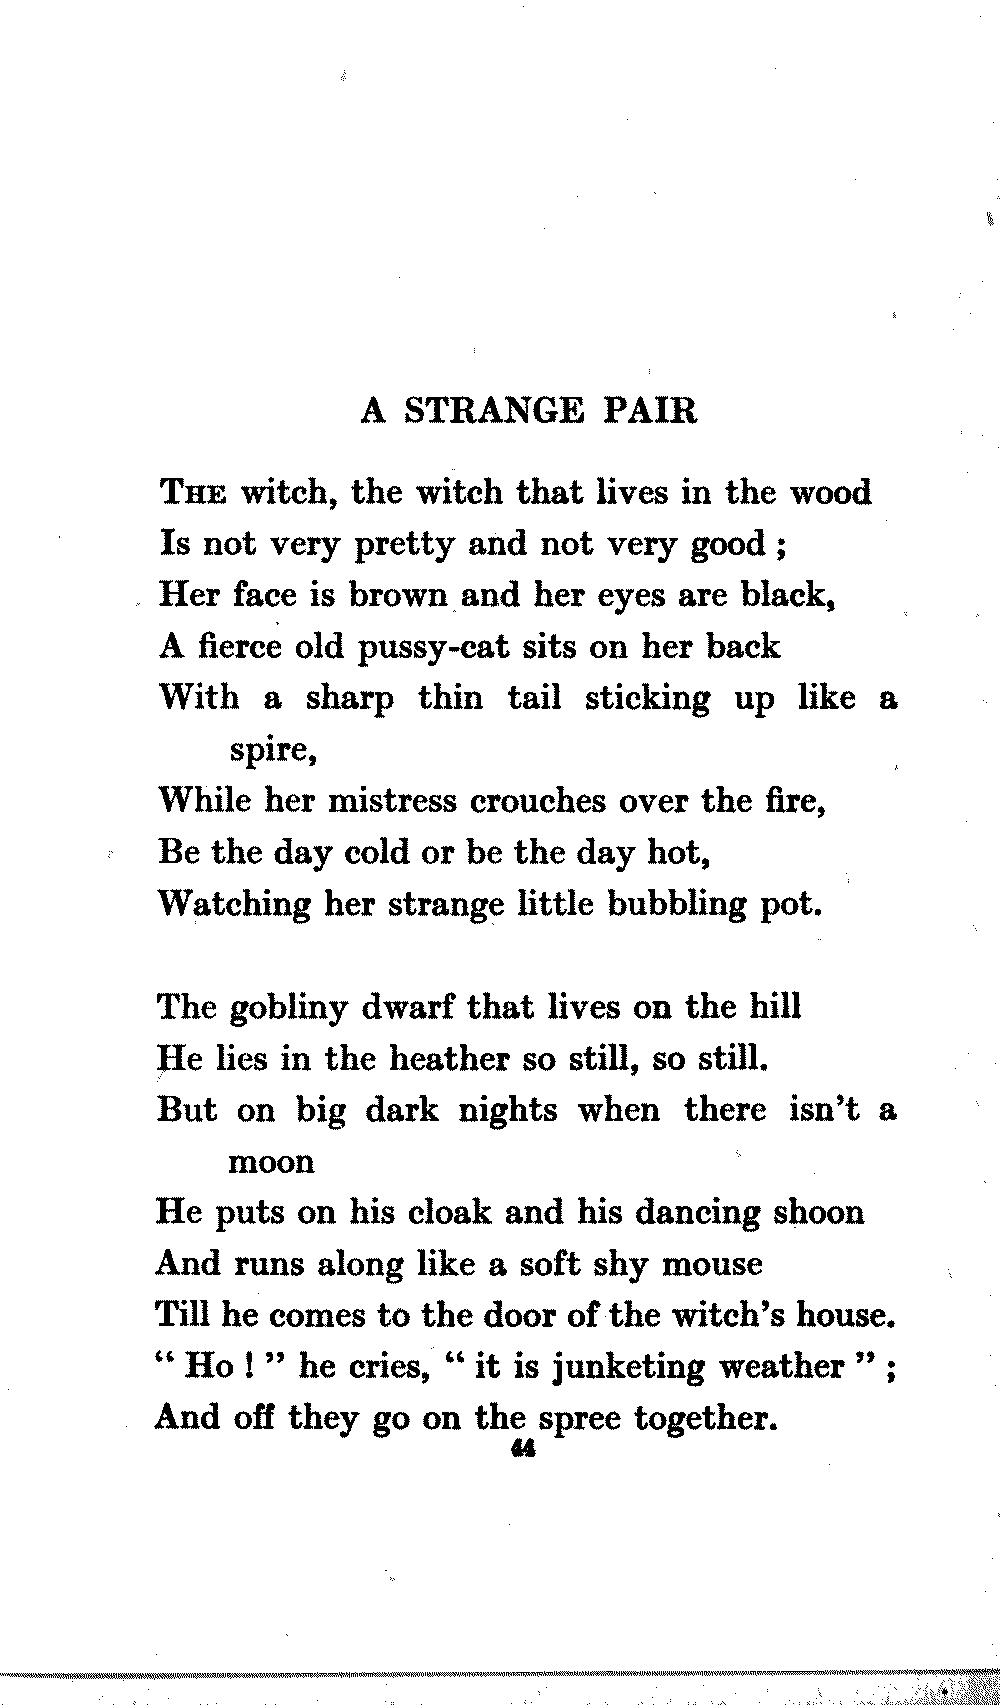 A STRANGE PAIR
THE witch, the witch that lives in the wood
Is not very pretty and not very good ;
Her face is brown and her eyes are black,
A fierce old pussy-cat sits on her back
With a sharp thin tail sticking up like a
spire,
While her mistress crouches over the fire,
Be the day cold or be the day hot,
Watching her strange little bubbling pot.
The gobliny dwarf that lives on the hill
He lies in the heather so still, so still.
But on big dark nights when there isn't a
moon
He puts on his cloak and his dancing shoon
And runs along like a soft shy mouse
Till he comes to the door of the witch's house.
“ Ho ! ” he cries, “ it is junketing weather ” ;
And off they go on the spree together.
44